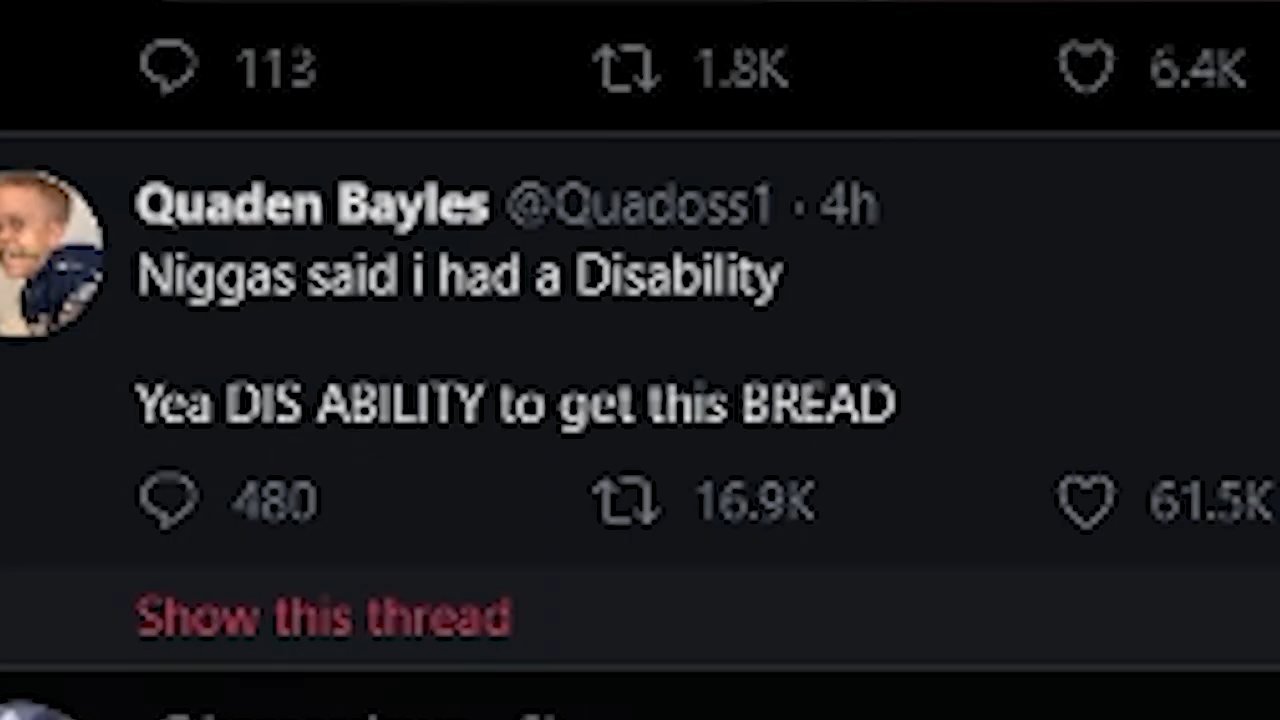 113 1.8K 6.4K
Quaden Bayles @Quadoss1 · 4h
Niggas said i had a Disability
Yea DIS ABILITY to get this BREAD
480 16.9K 61.5K
Show this thread